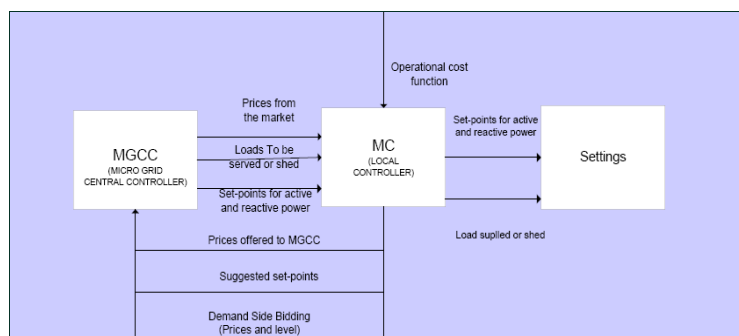 Operational cost
function
Prices from
the market
Set-points for active
and reactive power
MGCC
(MICRO GRID
CENTRAL CONTROLLER)
Loads To be
served or shed
MC
(LOCAL
CONTROLLER)
Settings
Set-points for active
and reactive power
Prices offered to MGCC
Load suplled or shed
Suggested set-points
Demand Side Bidding
(Prices and level)